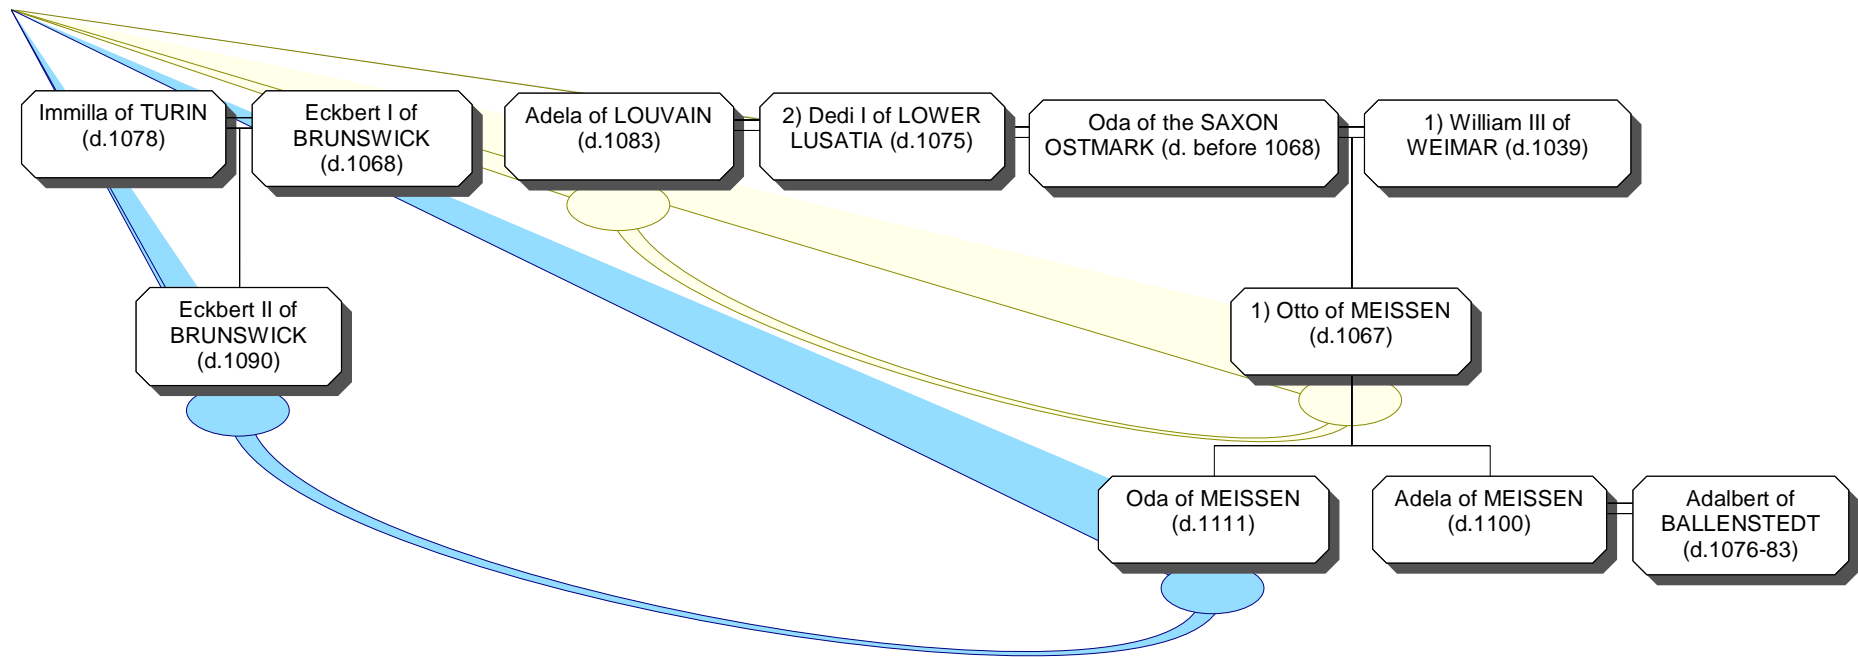 Immilla of TURIN
(d.1078)
Eckbert I of
BRUNSWICK
(d.1068)
Adela of LOUVAIN
(d.1083)
2) Dedi I of LOWER
LUSATIA (d.1075)
Oda of the SAXON
OSTMARK (d. before 1068)
1) William III of
WEIMAR (d.1039)
Eckbert II of
BRUNSWICK
(d.1090)
1) Otto of MEISSEN
(d.1067)
Oda of MEISSEN
(d.1111)
Adela of MEISSEN
(d.1100)
Adalbert of
BALLENSTEDT
(d.1076-83)